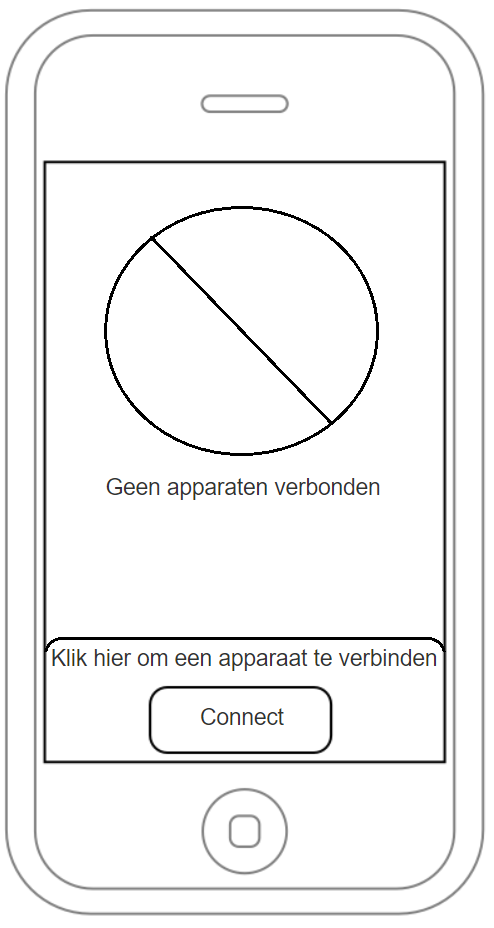 Geen apparaten verbonden
Klik hier om een apparaat te verbinden
Connect